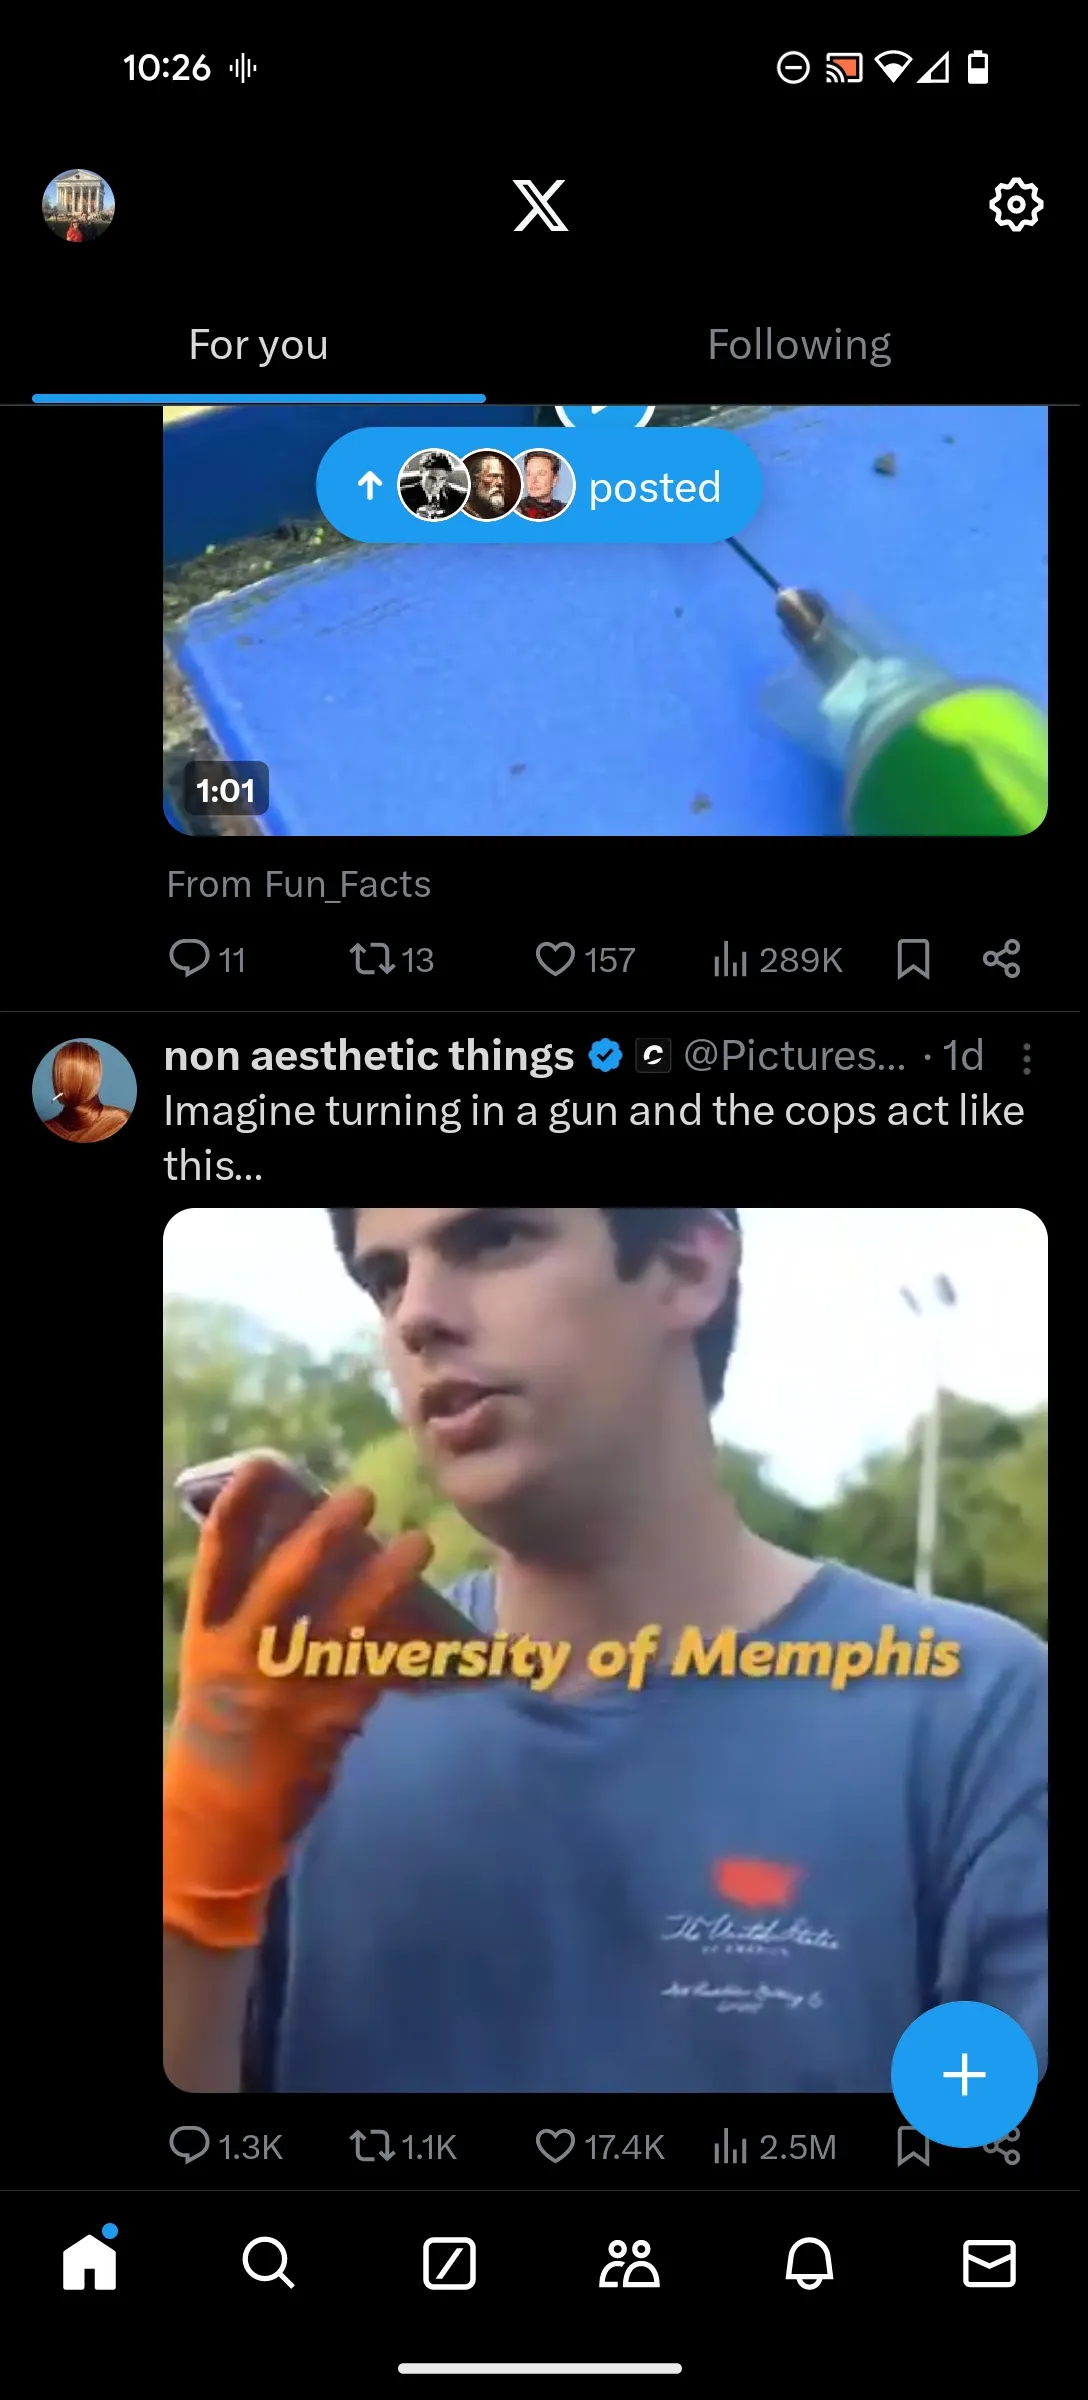 10:26
For you
Following
posted
1:01
From Fun_Facts
11
13
157
289K
non aesthetic things @Pictures... · 1d
Imagine turning in a gun and the cops act like
this...
University of Memphis
The United States
OF AMERICA
1.3K
1.1K
17.4K
2.5M